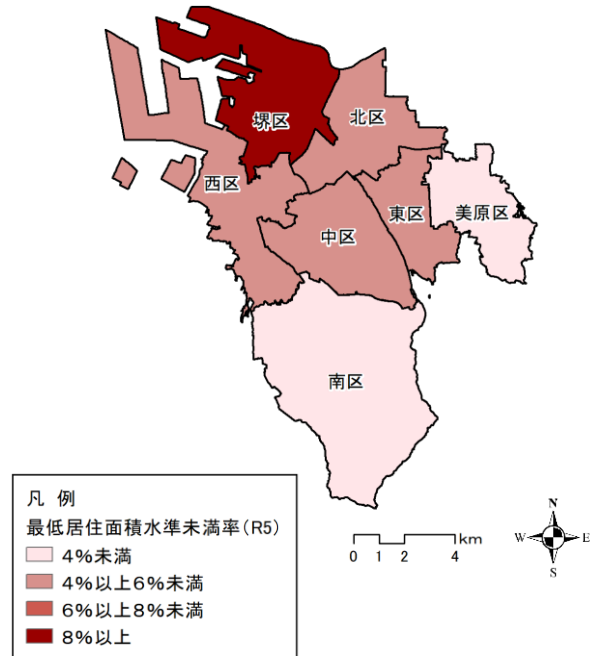 堺区
北区
西区
東区
美原区
中区
南区
凡 例
最低居住面積水準未満率(R5)
4%未満
4%以上6%未満
6%以上8%未満
8%以上
0 1 2 4 km
N
W E
S